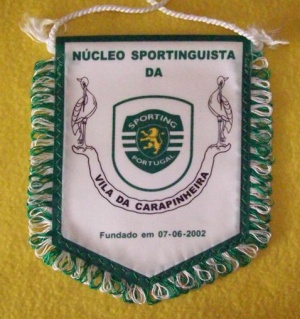 NÚCLEO SPORTINGUISTA
DA
SPORTING
PORTUGAL
VILA DA CARAPINHEIRA
Fundado em 07-06-2002